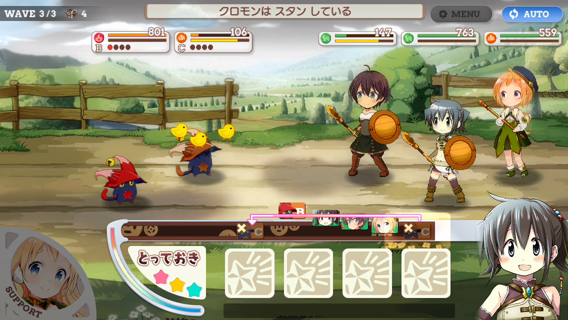 WAVE 3/3 4
クロモンは スタン している
MENU
AUTO
801
106
147
763
559
B
C
B
とっておき
SUPPORT